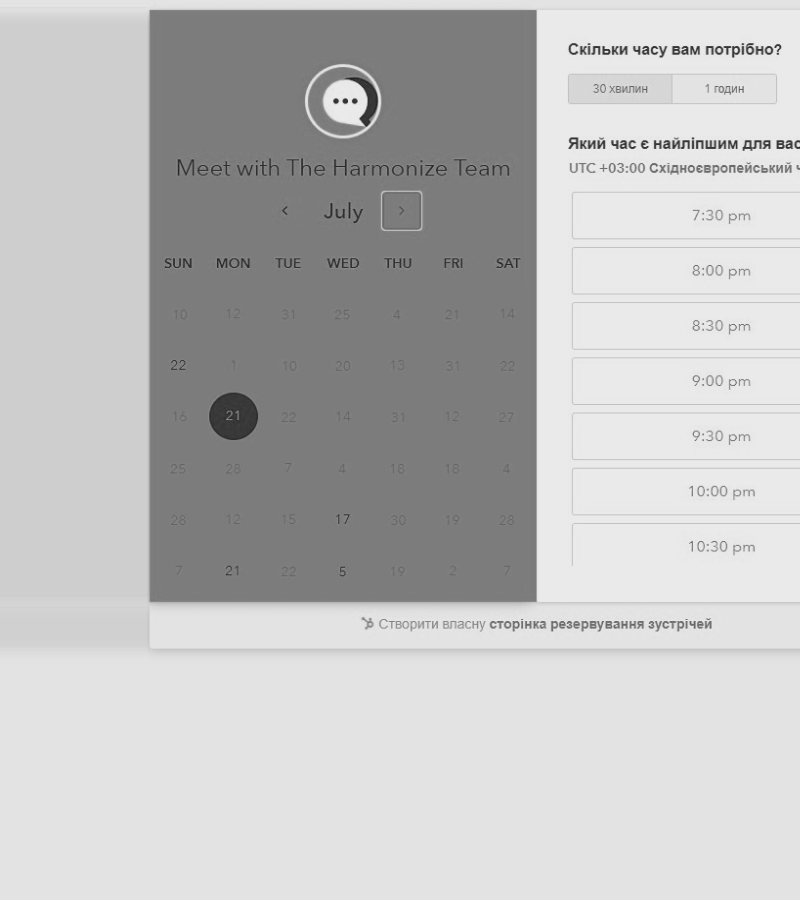 Meet with The Harmonize Team
July
SUN MON TUE WED THU FRI SAT
10 12 31 25 4 21 14
22 1 10 20 13 31 22
16 21 22 14 31 12 27
25 28 7 4 18 18 4
28 12 15 17 30 19 28
7 21 22 5 19 2 7
Скільки часу вам потрібно?
30 хвилин 1 годин
Який час є найліпшим для вас
UTC +03:00 Східноєвропейський ч
7:30 pm
8:00 pm
8:30 pm
9:00 pm
9:30 pm
10:00 pm
10:30 pm
Створити власну сторінка резервування зустрічей